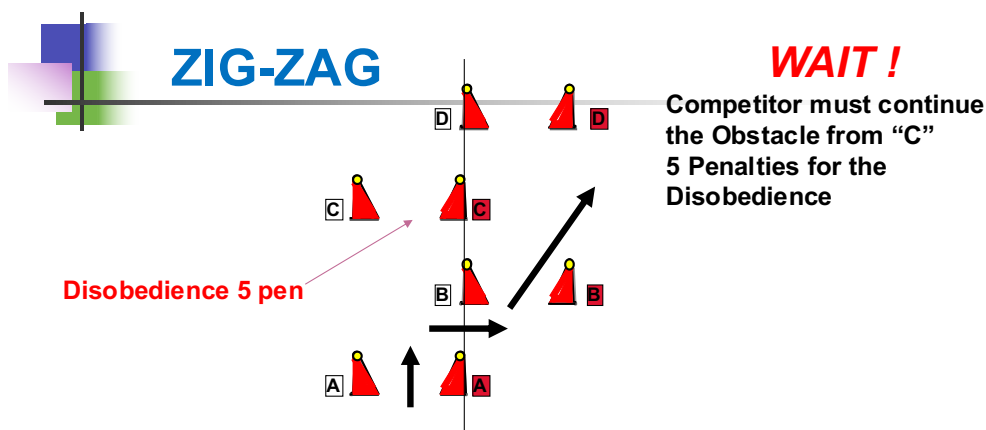 ZIG-ZAG
WAIT !
Competitor must continue
the Obstacle from “C”
5 Penalties for the
Disobedience
D D
C C
Disobedience 5 pen
B B
A A